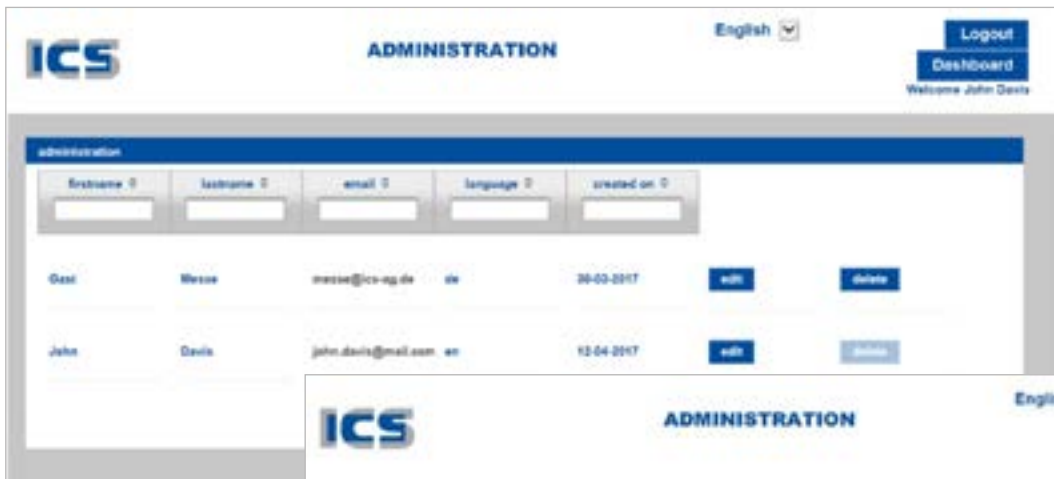 ICS
ADMINISTRATION
English
Logout
Dashboard
Welcome John Davis
administration
firstname lastname email language created on
Gast Messe messe@ics-ag.de de 30-03-2017 edit delete
John Davis john.davis@mail.com en 12-04-2017 edit delete
ICS
ADMINISTRATION
Engli